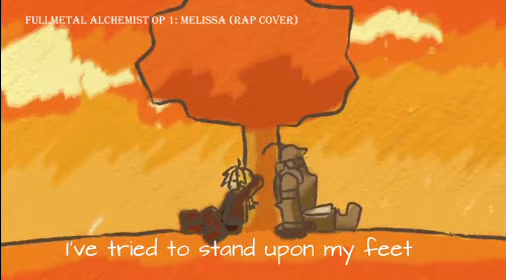 FULLMETAL ALCHEMIST OP 1: MELISSA (RAP COVER)
I've tried to stand upon my feet